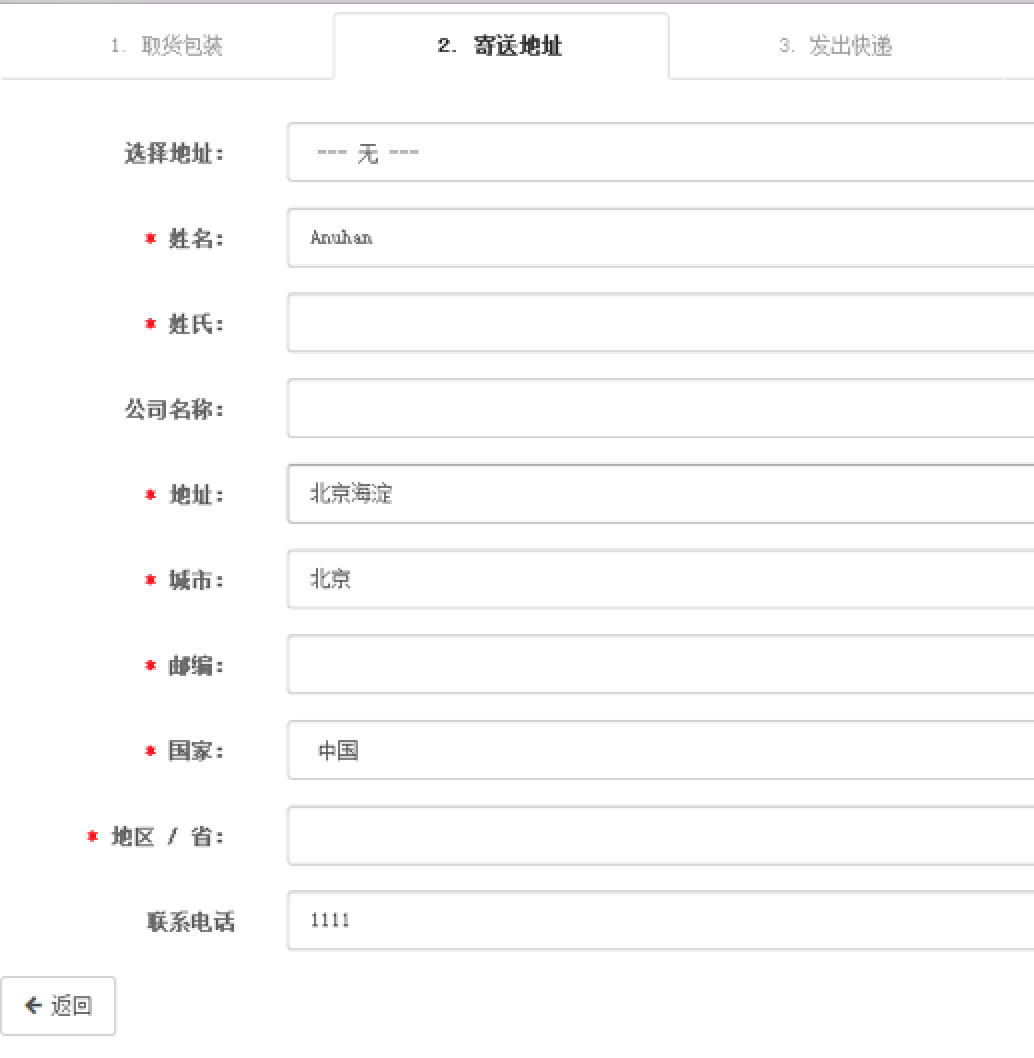 1. 取货包装 2. 寄送地址 3. 发出快递
选择地址: --- 无 ---
* 姓名: Anuhan
* 姓氏:
公司名称:
* 地址: 北京海淀
* 城市: 北京
* 邮编:
* 国家: 中国
* 地区 / 省:
联系电话 1111
← 返回